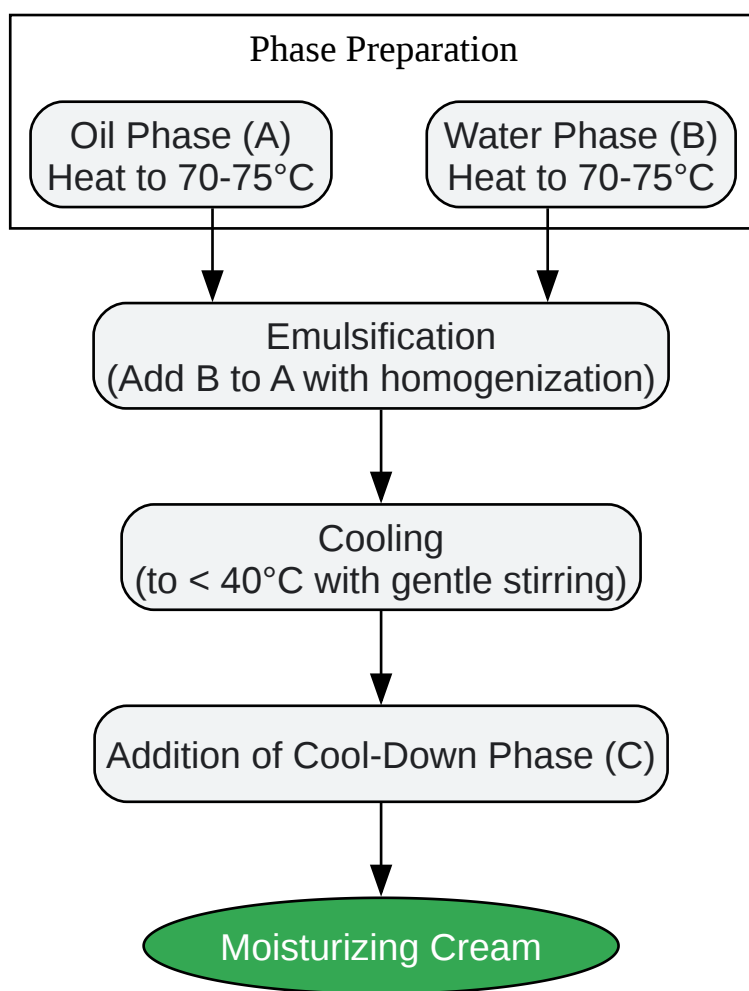 Phase Preparation
Oil Phase (A)
Heat to 70-75°C
Water Phase (B)
Heat to 70-75°C
Emulsification
(Add B to A with homogenization)
Cooling
(to < 40°C with gentle stirring)
Addition of Cool-Down Phase (C)
Moisturizing Cream